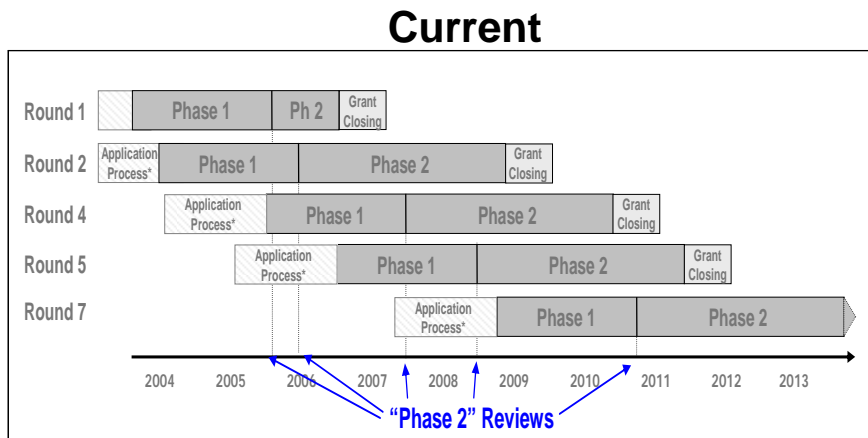 Current
Round 1
Phase 1
Ph 2
Grant
Closing
Round 2
Application
Process*
Phase 1
Phase 2
Grant
Closing
Round 4
Application
Process*
Phase 1
Phase 2
Grant
Closing
Round 5
Application
Process*
Phase 1
Phase 2
Grant
Closing
Round 7
Application
Process*
Phase 1
Phase 2
2004 2005 2006 2007 2008 2009 2010 2011 2012 2013
“Phase 2” Reviews